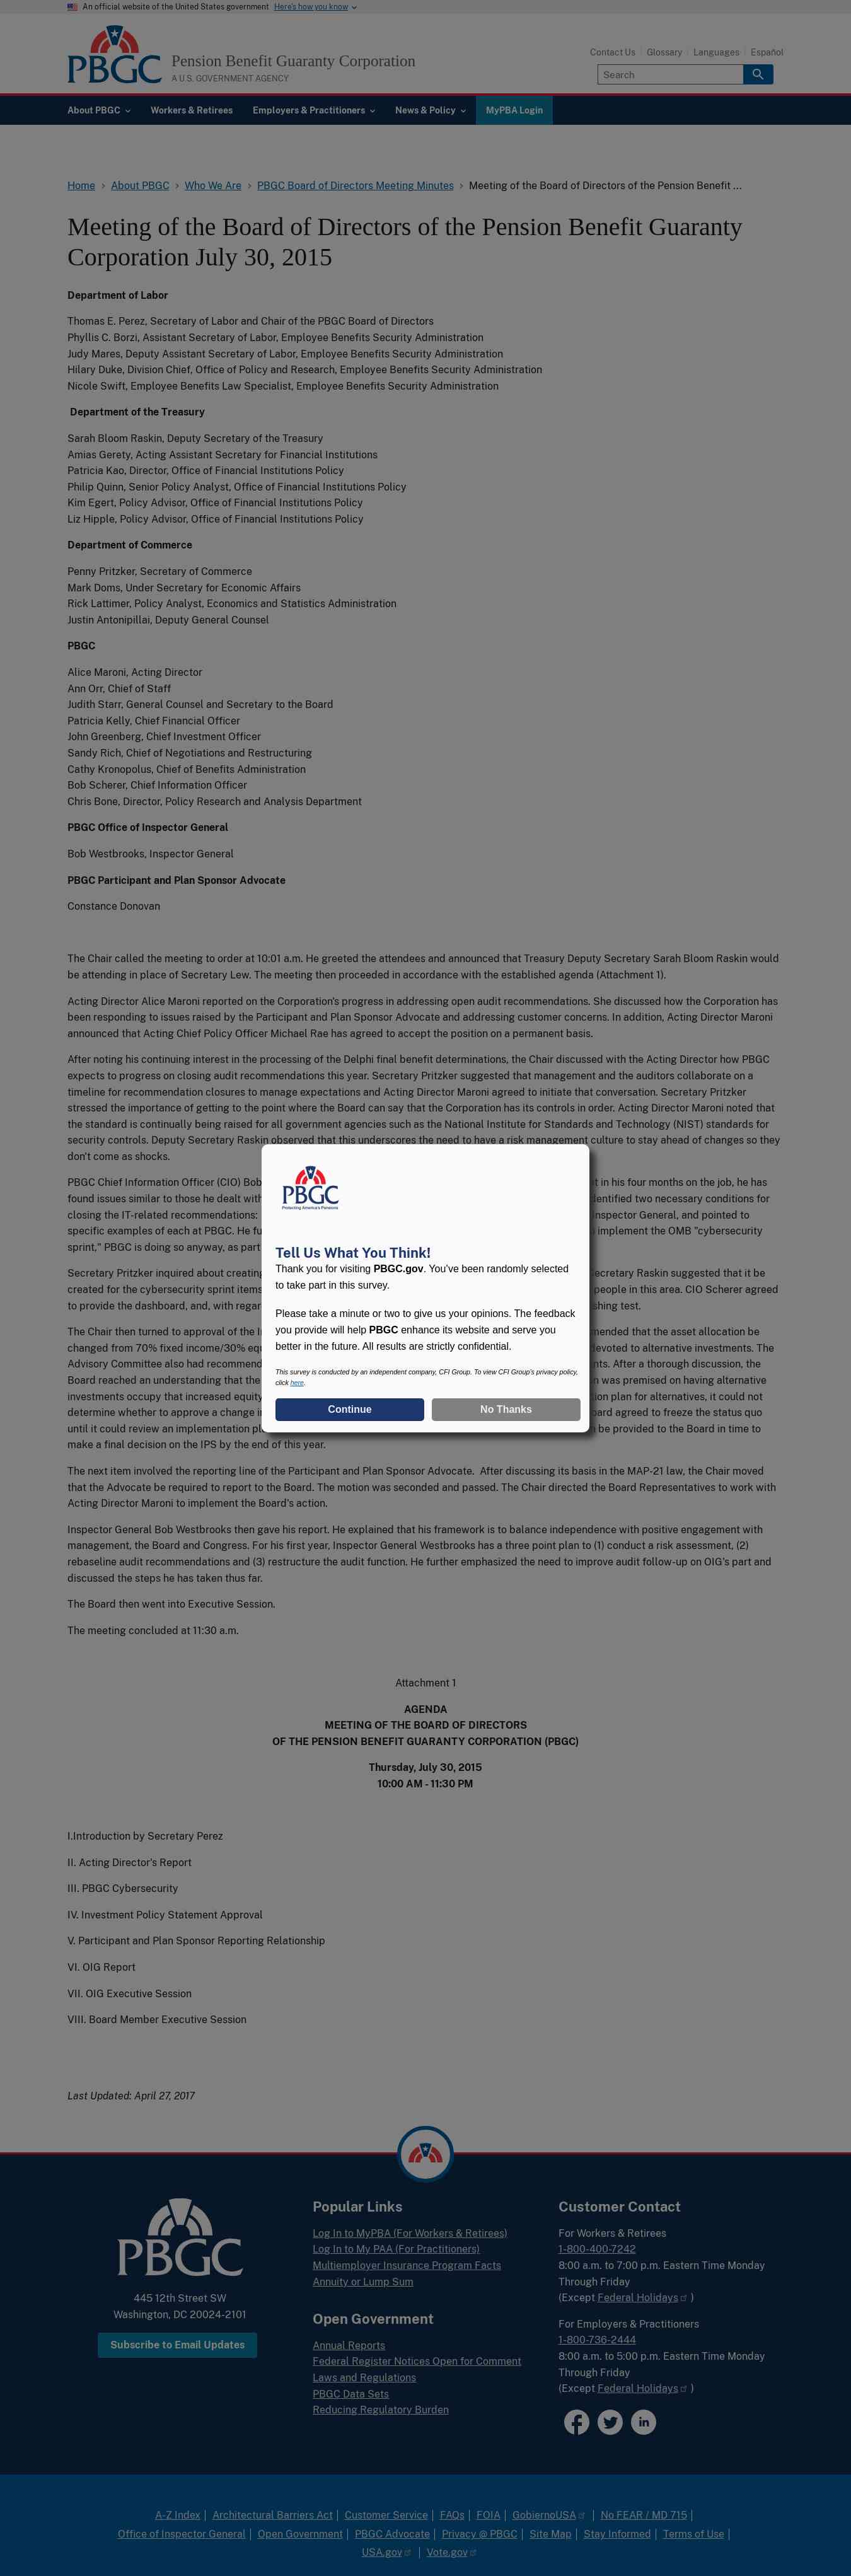 An official website of the United States government Here's how you know
PBGC
Pension Benefit Guaranty Corporation
A U.S. GOVERNMENT AGENCY
Contact Us Glossary Languages Español
Search
About PBGC Workers & Retirees Employers & Practitioners News & Policy MyPBA Login
Home › About PBGC › Who We Are › PBGC Board of Directors Meeting Minutes › Meeting of the Board of Directors of the Pension Benefit ...
Meeting of the Board of Directors of the Pension Benefit Guaranty
Corporation July 30, 2015
Department of Labor
Thomas E. Perez, Secretary of Labor and Chair of the PBGC Board of Directors
Phyllis C. Borzi, Assistant Secretary of Labor, Employee Benefits Security Administration
Judy Mares, Deputy Assistant Secretary of Labor, Employee Benefits Security Administration
Hilary Duke, Division Chief, Office of Policy and Research, Employee Benefits Security Administration
Nicole Swift, Employee Benefits Law Specialist, Employee Benefits Security Administration
Department of the Treasury
Sarah Bloom Raskin, Deputy Secretary of the Treasury
Amias Gerety, Acting Assistant Secretary for Financial Institutions
Patricia Kao, Director, Office of Financial Institutions Policy
Philip Quinn, Senior Policy Analyst, Office of Financial Institutions Policy
Kim Egert, Policy Advisor, Office of Financial Institutions Policy
Liz Hipple, Policy Advisor, Office of Financial Institutions Policy
Department of Commerce
Penny Pritzker, Secretary of Commerce
Mark Doms, Under Secretary for Economic Affairs
Rick Lattimer, Policy Analyst, Economics and Statistics Administration
Justin Antonipillai, Deputy General Counsel
PBGC
Alice Maroni, Acting Director
Ann Orr, Chief of Staff
Judith Starr, General Counsel and Secretary to the Board
Patricia Kelly, Chief Financial Officer
John Greenberg, Chief Investment Officer
Sandy Rich, Chief of Negotiations and Restructuring
Cathy Kronopolus, Chief of Benefits Administration
Bob Scherer, Chief Information Officer
Chris Bone, Director, Policy Research and Analysis Department
PBGC Office of Inspector General
Bob Westbrooks, Inspector General
PBGC Participant and Plan Sponsor Advocate
Constance Donovan
The Chair called the meeting to order at 10:01 a.m. He greeted the attendees and announced that Treasury Deputy Secretary Sarah Bloom Raskin would
be attending in place of Secretary Lew. The meeting then proceeded in accordance with the established agenda (Attachment 1).
Acting Director Alice Maroni reported on the Corporation's progress in addressing open audit recommendations. She discussed how the Corporation has
been responding to issues raised by the Participant and Plan Sponsor Advocate and addressing customer concerns. In addition, Acting Director Maroni
announced that Acting Chief Policy Officer Michael Rae has agreed to accept the position on a permanent basis.
After noting his continuing interest in the processing of the Delphi final benefit determinations, the Chair discussed with the Acting Director how PBGC
expects to progress on closing audit recommendations this year. Secretary Pritzker suggested that management and the auditors collaborate on a
timeline for recommendation closures to manage expectations and Acting Director Maroni agreed to initiate that conversation. Secretary Pritzker
stressed the importance of getting to the point where the Board can say that the Corporation has its controls in order. Acting Director Maroni noted that
the standard is continually being raised for all government agencies such as the National Institute for Standards and Technology (NIST) standards for
security controls. Deputy Secretary Raskin observed that this underscores the need to have a risk management culture to stay ahead of changes so they
don't come as shocks.
PBGC Chief Information Officer (CIO) Bob t in his four months on the job, he has
found issues similar to those he dealt with dentified two necessary conditions for
closing the IT-related recommendations: Inspector General, and pointed to
specific examples of each at PBGC. He fu implement the OMB "cybersecurity
sprint," PBGC is doing so anyway, as part
Secretary Pritzker inquired about creating ecretary Raskin suggested that it be
created for the cybersecurity sprint items people in this area. CIO Scherer agreed
to provide the dashboard, and, with regard hing test.
The Chair then turned to approval of the In mended that the asset allocation be
changed from 70% fixed income/30% equ devoted to alternative investments. The
Advisory Committee also had recommend nts. After a thorough discussion, the
Board reached an understanding that the n was premised on having alternative
investments occupy that increased equity t, it could not
determine whether to approve a change in oard agreed to freeze the status quo
until it could review an implementation pl be provided to the Board in time to
make a final decision on the IPS by the end of this year.
PBGC
Protecting America's Pensions
Tell Us What You Think!
Thank you for visiting PBGC.gov. You've been randomly selected
to take part in this survey.
Please take a minute or two to give us your opinions. The feedback
you provide will help PBGC enhance its website and serve you
better in the future. All results are strictly confidential.
This survey is conducted by an independent company, CFI Group. To view CFI Group's privacy policy,
click here.
Continue No Thanks
The next item involved the reporting line of the Participant and Plan Sponsor Advocate. After discussing its basis in the MAP-21 law, the Chair moved
that the Advocate be required to report to the Board. The motion was seconded and passed. The Chair directed the Board Representatives to work with
Acting Director Maroni to implement the Board's action.
Inspector General Bob Westbrooks then gave his report. He explained that his framework is to balance independence with positive engagement with
management, the Board and Congress. For his first year, Inspector General Westbrooks has a three point plan to (1) conduct a risk assessment, (2)
rebaseline audit recommendations and (3) restructure the audit function. He further emphasized the need to improve audit follow-up on OIG's part and
discussed the steps he has taken thus far.
The Board then went into Executive Session.
The meeting concluded at 11:30 a.m.
Attachment 1
AGENDA
MEETING OF THE BOARD OF DIRECTORS
OF THE PENSION BENEFIT GUARANTY CORPORATION (PBGC)
Thursday, July 30, 2015
10:00 AM - 11:30 PM
I.Introduction by Secretary Perez
II. Acting Director's Report
III. PBGC Cybersecurity
IV. Investment Policy Statement Approval
V. Participant and Plan Sponsor Reporting Relationship
VI. OIG Report
VII. OIG Executive Session
VIII. Board Member Executive Session
Last Updated: April 27, 2017
PBGC
445 12th Street SW
Washington, DC 20024-2101
Subscribe to Email Updates
Popular Links
Log In to MyPBA (For Workers & Retirees)
Log In to My PAA (For Practitioners)
Multiemployer Insurance Program Facts
Annuity or Lump Sum
Open Government
Annual Reports
Federal Register Notices Open for Comment
Laws and Regulations
PBGC Data Sets
Reducing Regulatory Burden
Customer Contact
For Workers & Retirees
1-800-400-7242
8:00 a.m. to 7:00 p.m. Eastern Time Monday
Through Friday
(Except Federal Holidays )
For Employers & Practitioners
1-800-736-2444
8:00 a.m. to 5:00 p.m. Eastern Time Monday
Through Friday
(Except Federal Holidays )
in
A-Z Index | Architectural Barriers Act | Customer Service | FAQs | FOIA | GobiernoUSA | No FEAR / MD 715 |
Office of Inspector General | Open Government | PBGC Advocate | Privacy @ PBGC | Site Map | Stay Informed | Terms of Use |
USA.gov | Vote.gov